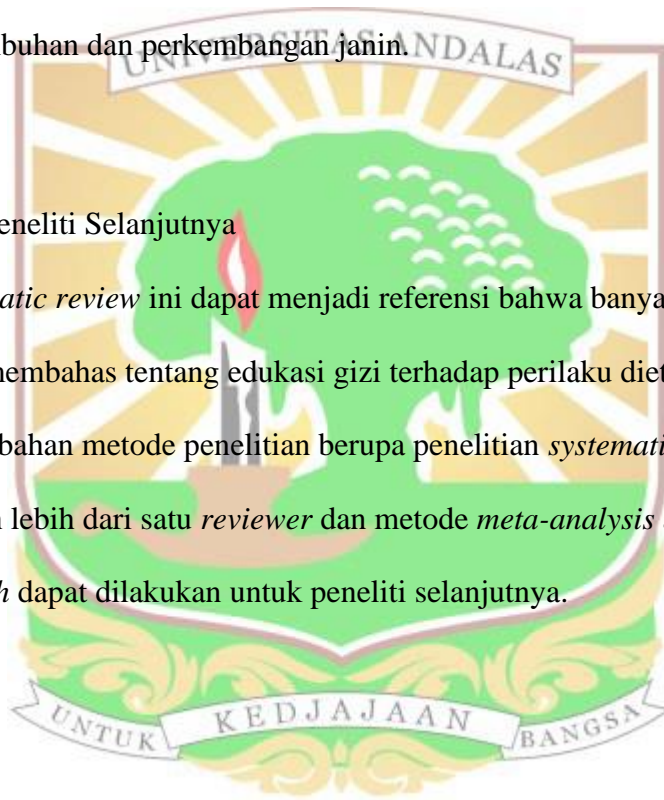 buhan dan perkembangan janin.
UNIVERSITAS ANDALAS
eneliti Selanjutnya
atic review ini dapat menjadi referensi bahwa banya
membahas tentang edukasi gizi terhadap perilaku diet
bahan metode penelitian berupa penelitian systemati
lebih dari satu reviewer dan metode meta-analysis
h dapat dilakukan untuk peneliti selanjutnya.
UNTUK KEDJAJAAN BANGSA